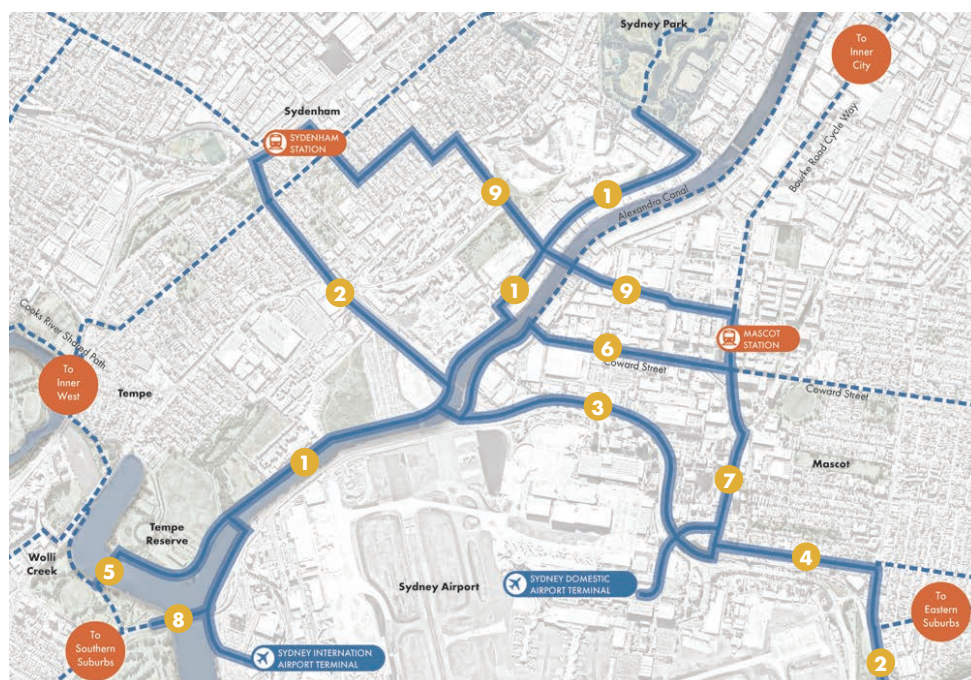 Sydney Park
To
Inner
City
Sydenham
SYDENHAM
STATION
Bourke Road Cycle Way
9
1
Alexandra Canal
2
1
9
Cooks River Shared Path
MASCOT
STATION
6
Coward Street
To
Inner
West
Tempe
Coward Street
3
1
Mascot
7
Tempe
Reserve
4
Wolli
Creek
5
Sydney Airport
SYDNEY DOMESTIC
AIRPORT TERMINAL
To
Eastern
Suburbs
8
To
Southern
Suburbs
SYDNEY INTERNATION
AIRPORT TERMINAL
2